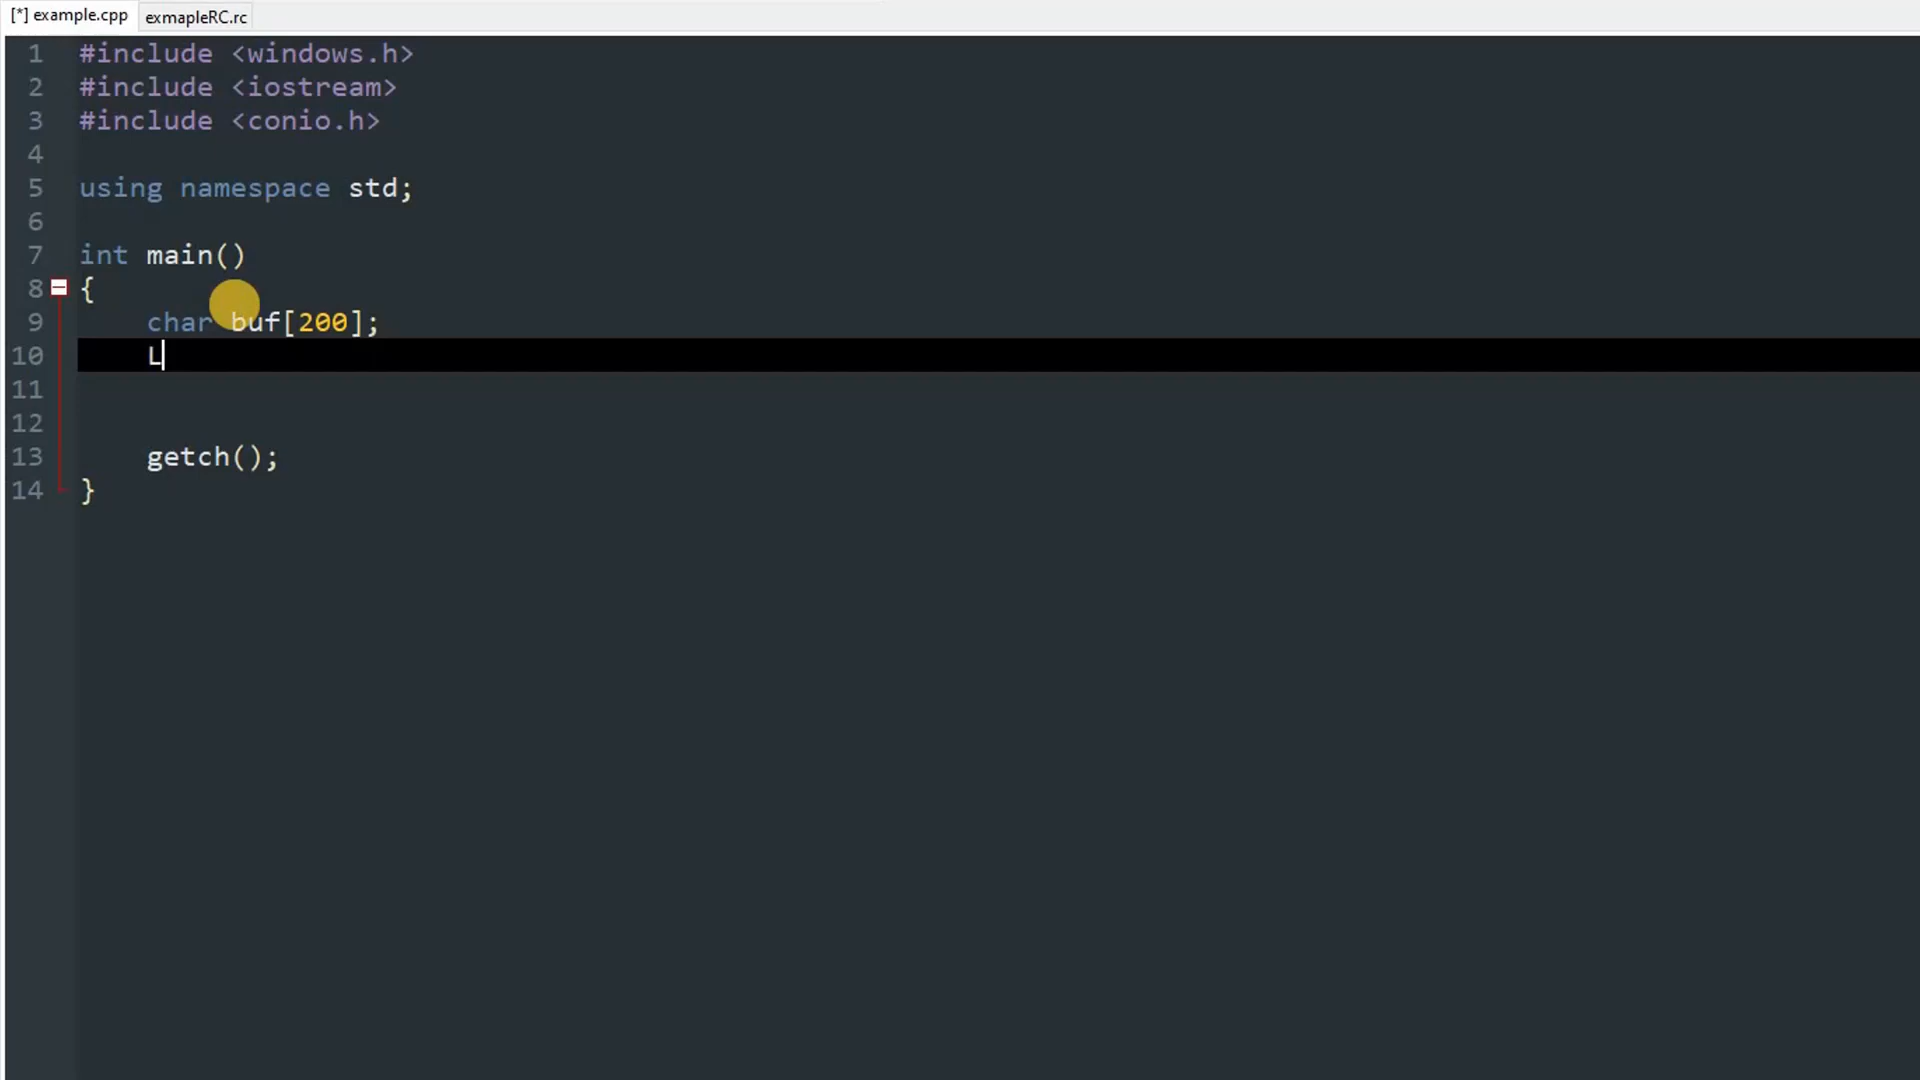 [*] example.cpp exmapleRC.rc
1 #include <windows.h>
2 #include <iostream>
3 #include <conio.h>
4
5 using namespace std;
6
7 int main()
8 {
9 char buf[200];
10 L
11
12
13 getch();
14 }